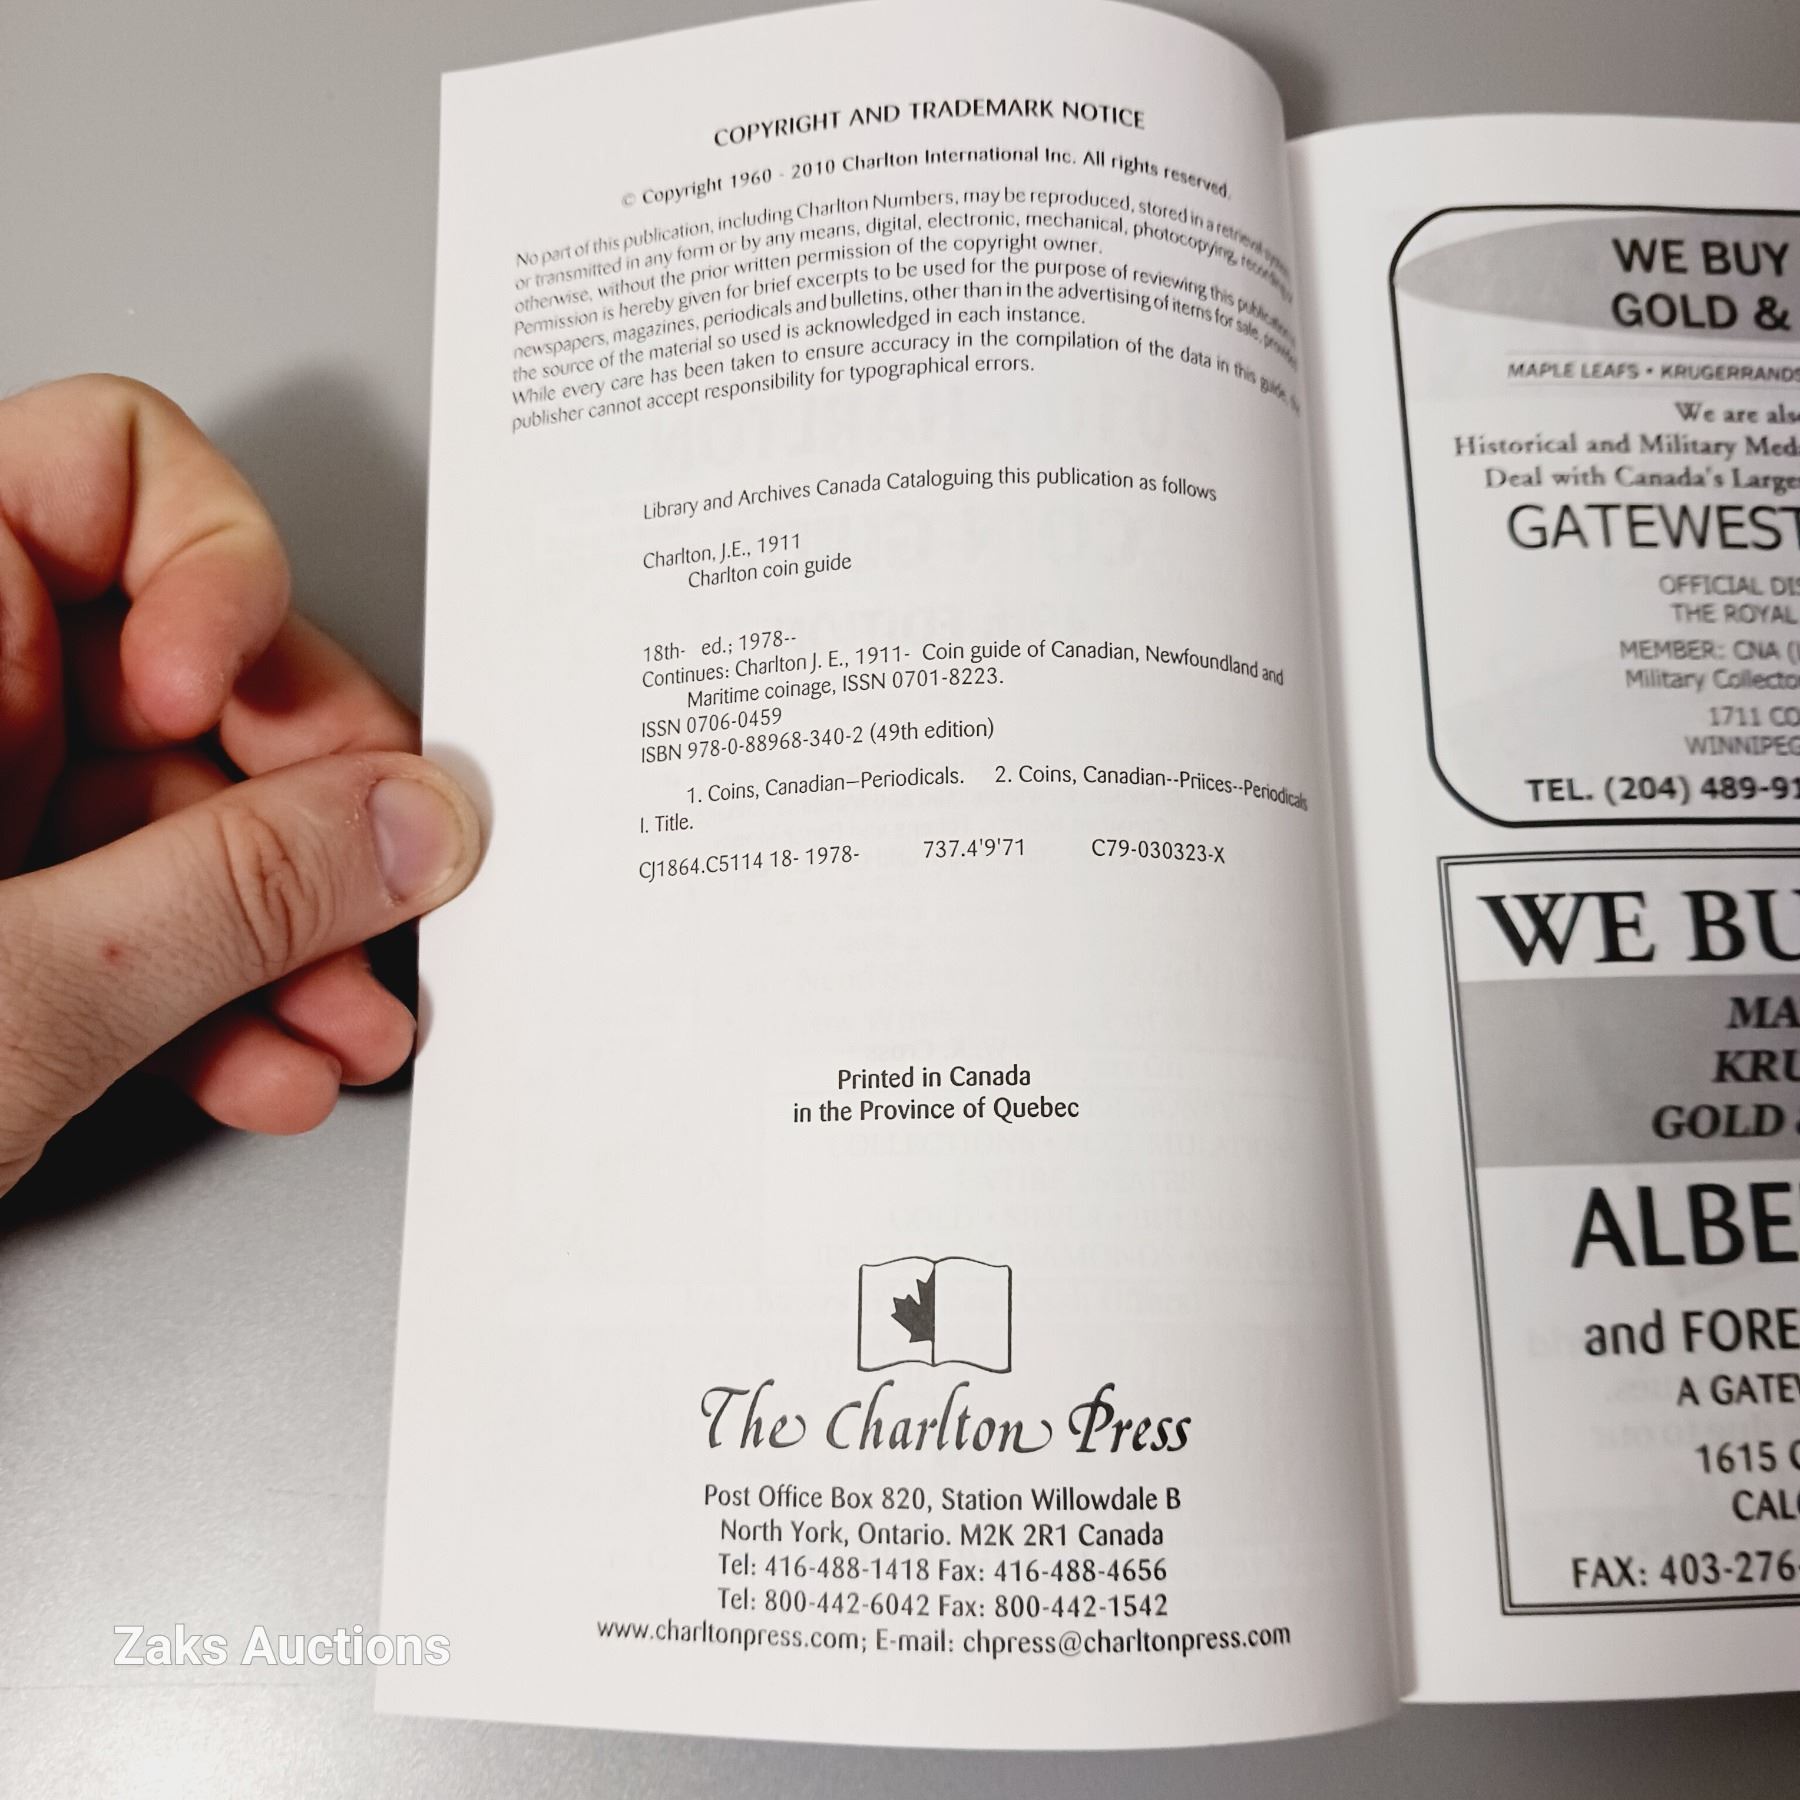 COPYRIGHT AND TRADEMARK NOTICE
© Copyright 1960 - 2010 Charlton International Inc. All rights reserved.
No part of this publication, including Charlton Numbers, may be reproduced, stored in a retrieval system
or transmitted in any form or by any means, digital, electronic, mechanical, photocopying, recording or
otherwise, without the prior written permission of the copyright owner.
Permission is hereby given for brief excerpts to be used for the purpose of reviewing this publication in
newspapers, magazines, periodicals and bulletins, other than in the advertising of items for sale, provided
the source of the material so used is acknowledged in each instance.
While every care has been taken to ensure accuracy in the compilation of the data in this guide, the
publisher cannot accept responsibility for typographical errors.
Library and Archives Canada Cataloguing this publication as follows
Charlton, J.E., 1911
Charlton coin guide
18th- ed.; 1978--
Continues: Charlton J. E., 1911- Coin guide of Canadian, Newfoundland and
Maritime coinage, ISSN 0701-8223.
ISSN 0706-0459
ISBN 978-0-88968-340-2 (49th edition)
1. Coins, Canadian–Periodicals. 2. Coins, Canadian--Priices--Periodicals
I. Title.
CJ1864.C5114 18- 1978- 737.4'9'71 C79-030323-X
Printed in Canada
in the Province of Quebec
The Charlton Press
Post Office Box 820, Station Willowdale B
North York, Ontario. M2K 2R1 Canada
Tel: 416-488-1418 Fax: 416-488-4656
Tel: 800-442-6042 Fax: 800-442-1542
www.charltonpress.com; E-mail: chpress@charltonpress.com
WE BUY
GOLD &
MAPLE LEAFS • KRUGERRANDS
We are also
Historical and Military Med
Deal with Canada's Large
GATEWEST
OFFICIAL DIS
THE ROYAL
MEMBER: CNA (
Military Collecto
1711 CO
WINNIPEG
TEL. (204) 489-91
WE BU
MA
KRU
GOLD
ALBE
and FORE
A GATEW
1615 C
CALG
FAX: 403-276-
Zaks Auctions